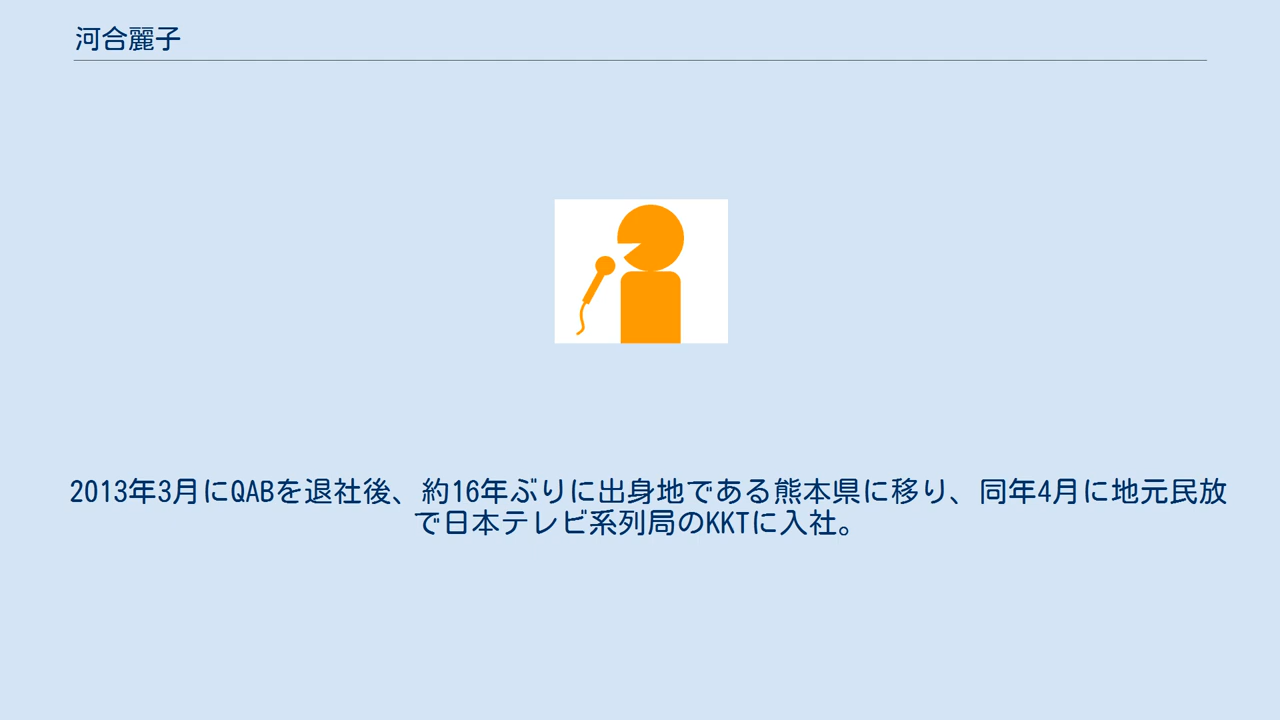 河合麗子
2013年3月にQABを退社後、約16年ぶりに出身地である熊本県に移り、同年4月に地元民放
で日本テレビ系列局のKKTに入社。